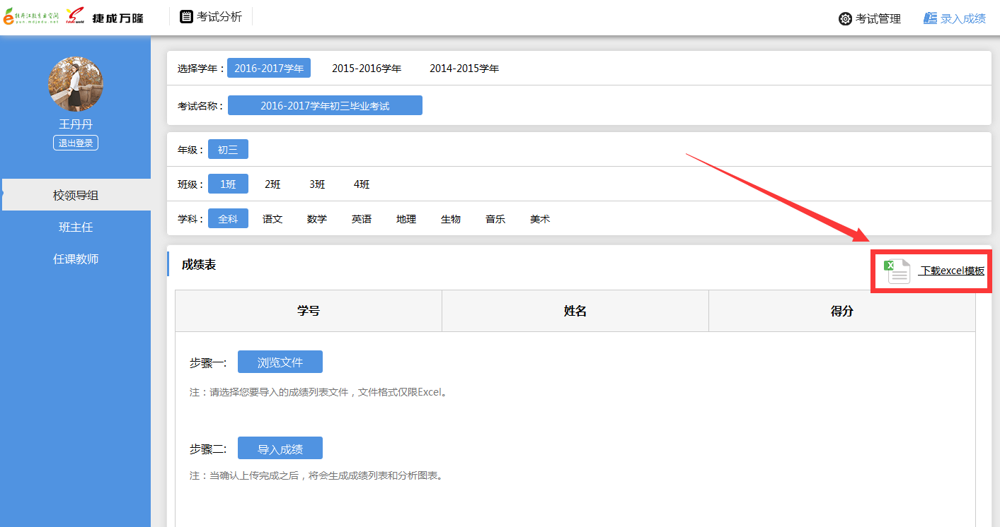 牡丹江教育云空间
yun.mdjedu.net
Future world
捷成万隆
考试分析
考试管理
录入成绩
王丹丹
退出登录
校领导组
班主任
任课教师
选择学年： 2016-2017学年 2015-2016学年 2014-2015学年
考试名称： 2016-2017学年初三毕业考试
年级： 初三
班级： 1班 2班 3班 4班
学科： 全科 语文 数学 英语 地理 生物 音乐 美术
成绩表
下载excel模板
学号 姓名 得分
步骤一: 浏览文件
注：请选择您要导入的成绩列表文件，文件格式仅限Excel。
步骤二: 导入成绩
注：当确认上传完成之后，将会生成成绩列表和分析图表。